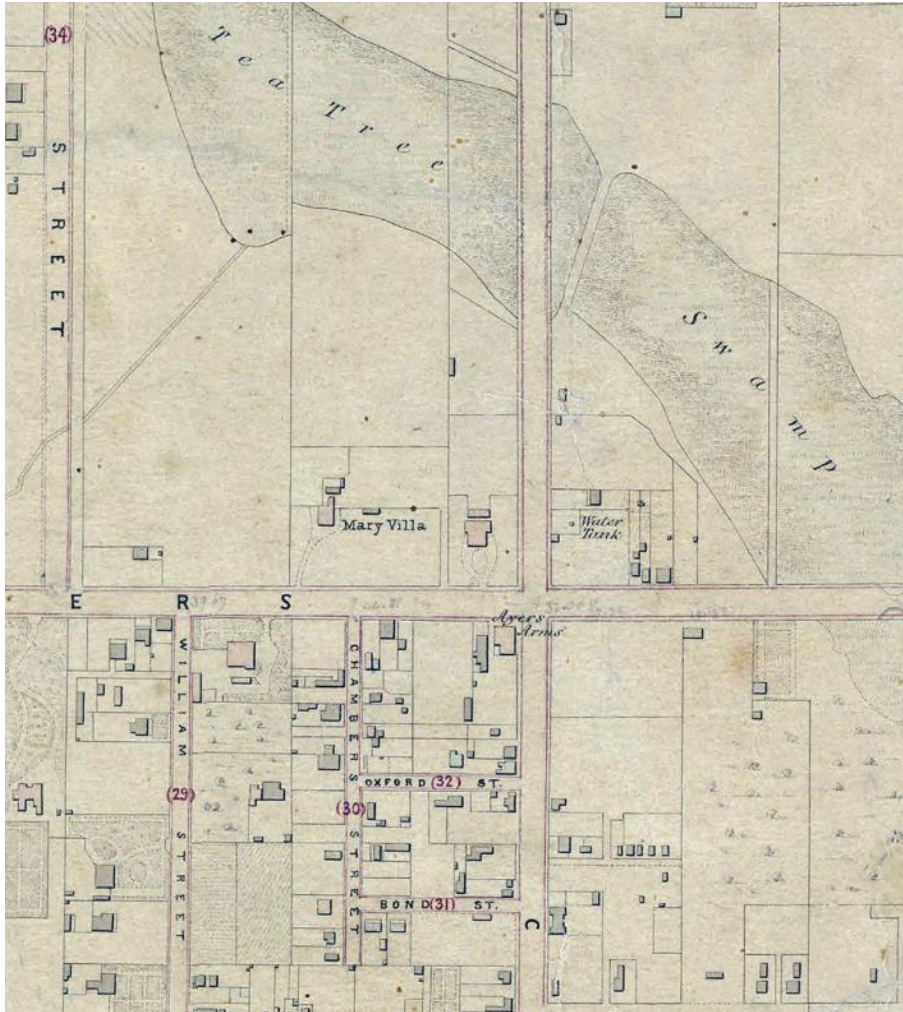 (34)
STREET
Tea Tree
Swamp
Mary Villa
Water
Tank
E R S
Ayers
Arms
WILLIAM STREET
(29)
CHAMBERS STREET
(30)
OXFORD (32) ST.
BOND (31) ST.
C